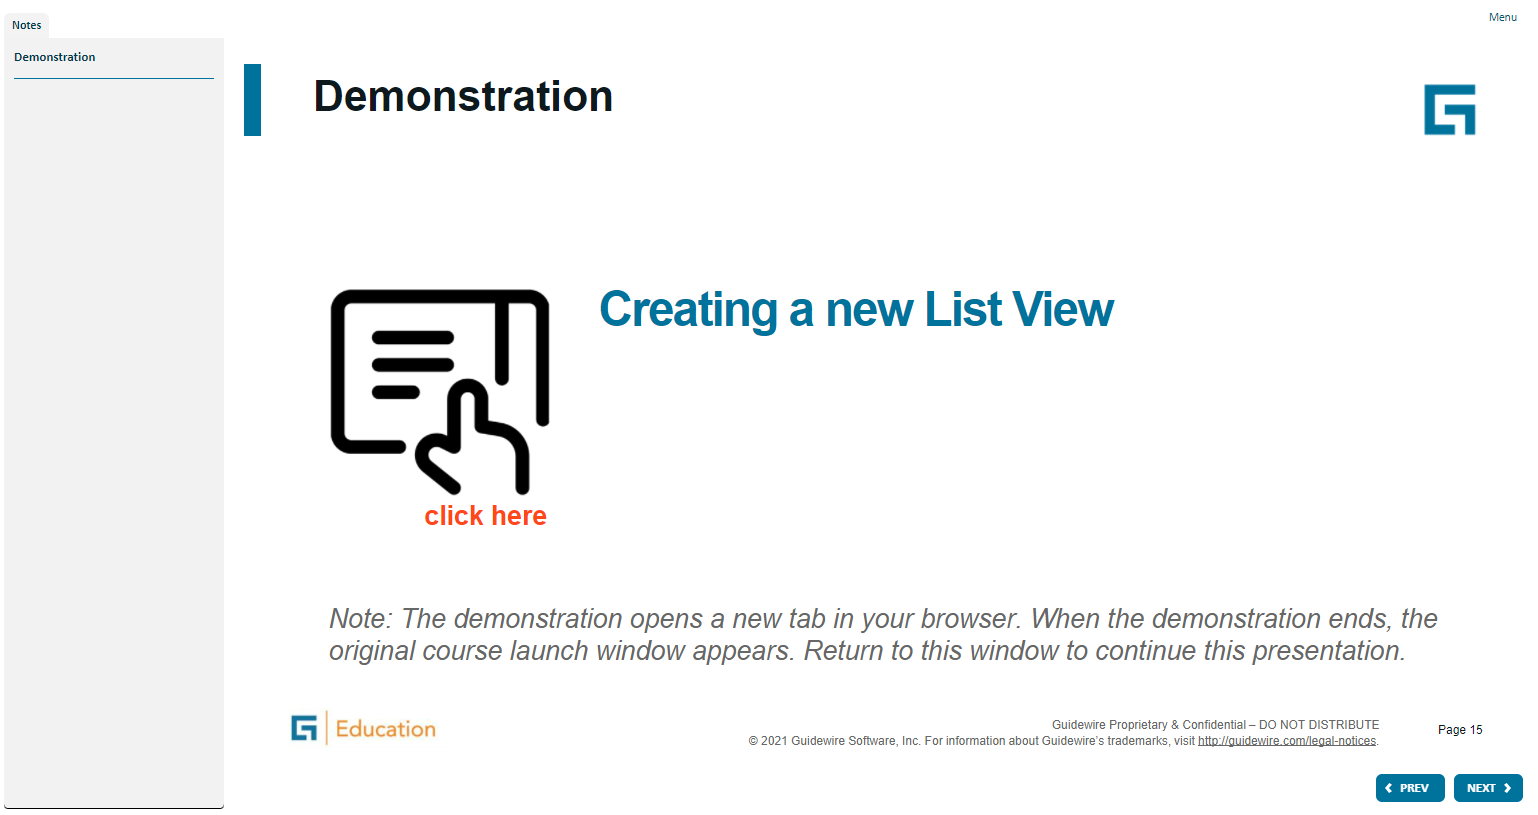 Notes
Menu
Demonstration
Demonstration
Creating a new List View
click here
Note: The demonstration opens a new tab in your browser. When the demonstration ends, the
original course launch window appears. Return to this window to continue this presentation.
Education
Guidewire Proprietary & Confidential – DO NOT DISTRIBUTE
© 2021 Guidewire Software, Inc. For information about Guidewire's trademarks, visit http://guidewire.com/legal-notices.
Page 15
PREV
NEXT